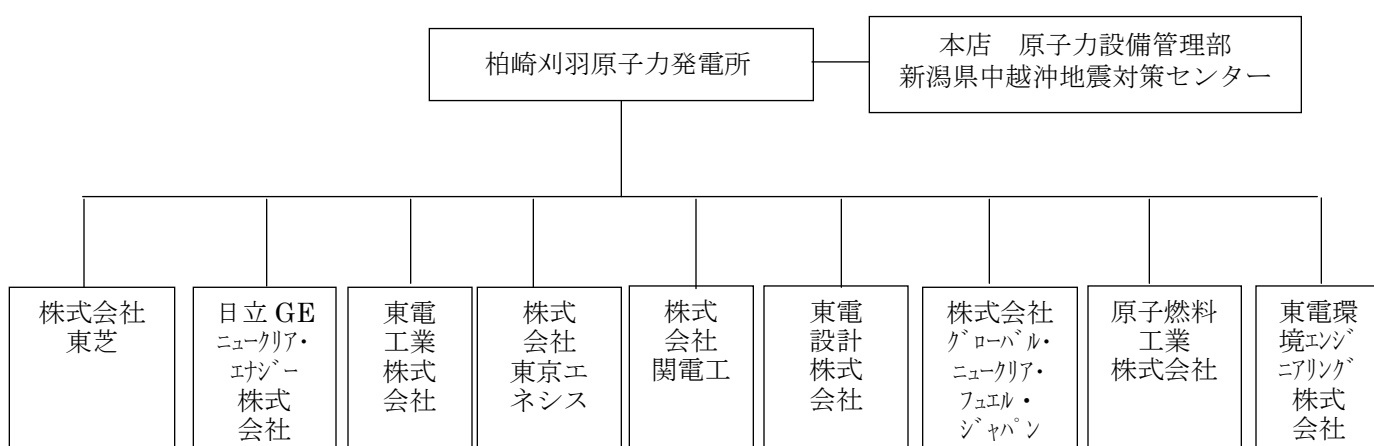 柏崎刈羽原子力発電所
本店　原子力設備管理部
新潟県中越沖地震対策センター
株式会社
東芝
日立 GE
ニュークリア・
エナジー
株式
会社
東電
工業
株式
会社
株式
会社
東京エ
ネシス
株式
会社
関電工
東電
設計
株式
会社
株式会社
グローバル・
ニュークリア・
フュエル・
ジャパン
原子燃料
工業
株式会社
東電環
境エンジ
ニアリング
株式
会社